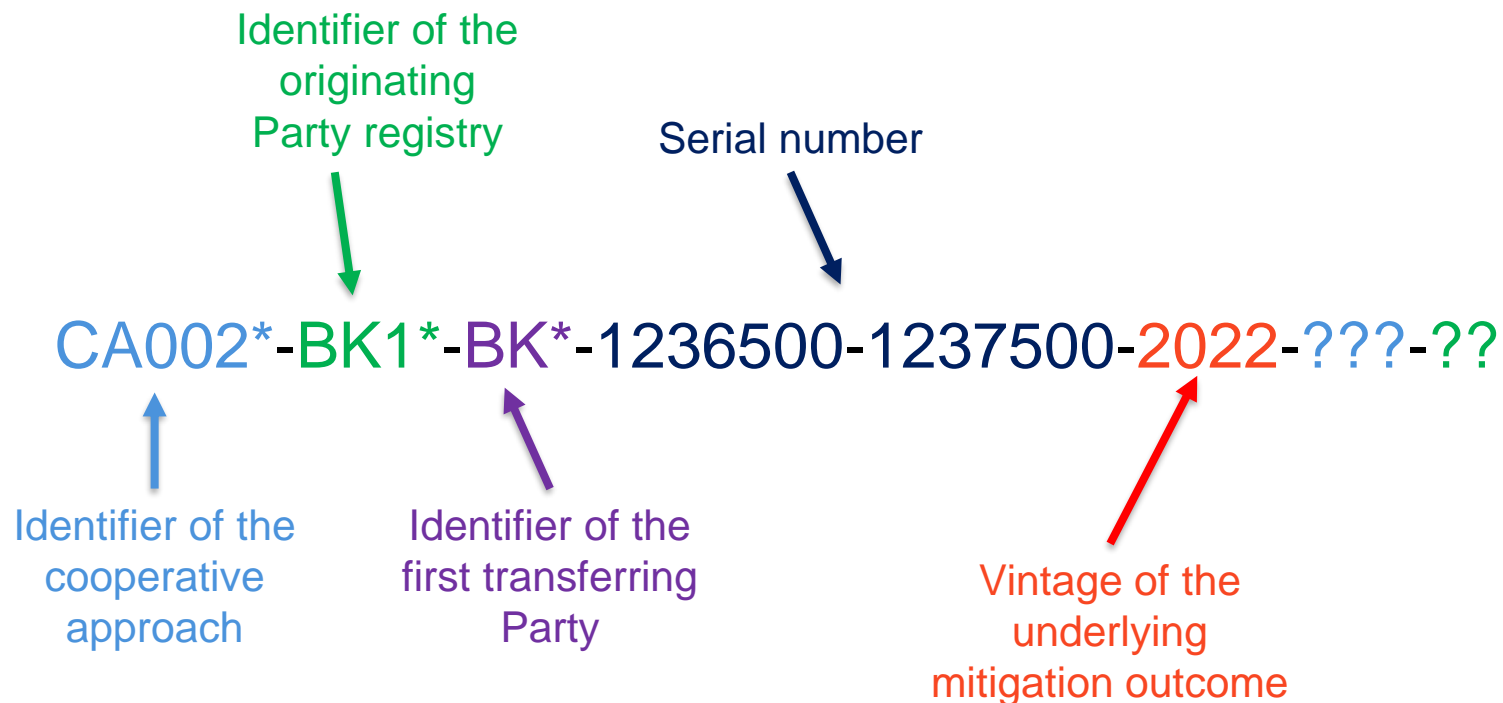 Identifier of the
originating
Party registry
Serial number
CA002*-BK1*-BK*-1236500-1237500-2022-???-??
Identifier of the
cooperative
approach
Identifier of the
first transferring
Party
Vintage of the
underlying
mitigation outcome